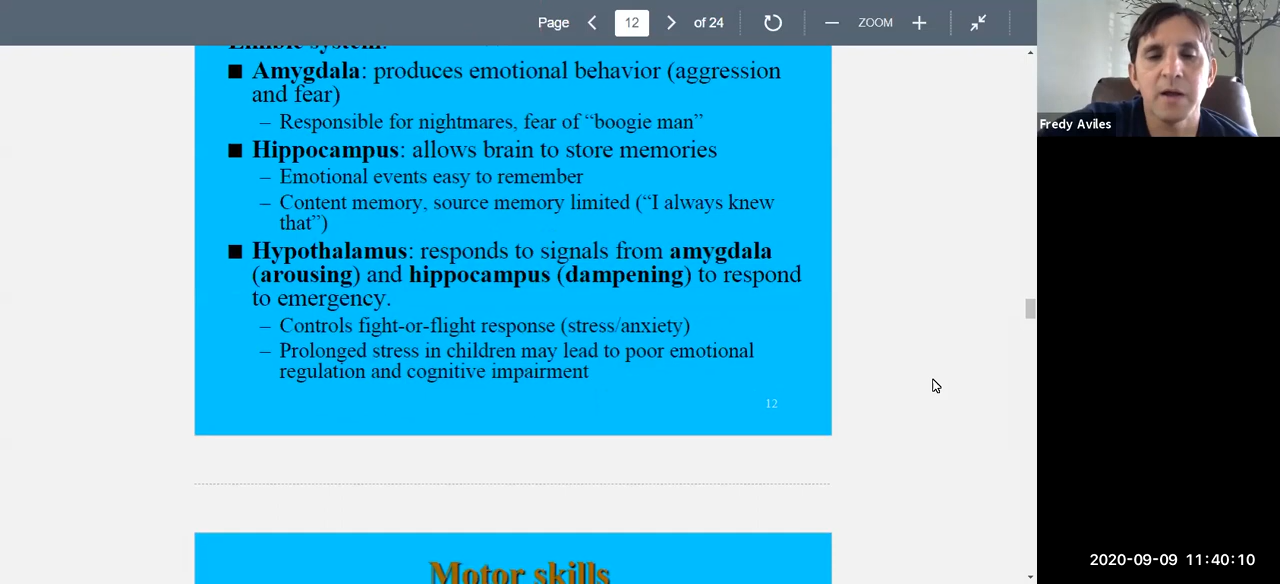 Page 12 of 24 ZOOM
Limbic system:
■ Amygdala: produces emotional behavior (aggression
and fear)
– Responsible for nightmares, fear of “boogie man”
■ Hippocampus: allows brain to store memories
– Emotional events easy to remember
– Content memory, source memory limited (“I always knew
that”)
■ Hypothalamus: responds to signals from amygdala
(arousing) and hippocampus (dampening) to respond
to emergency.
– Controls fight-or-flight response (stress/anxiety)
– Prolonged stress in children may lead to poor emotional
regulation and cognitive impairment
12
Motor skills
Fredy Aviles
2020-09-09 11:40:10